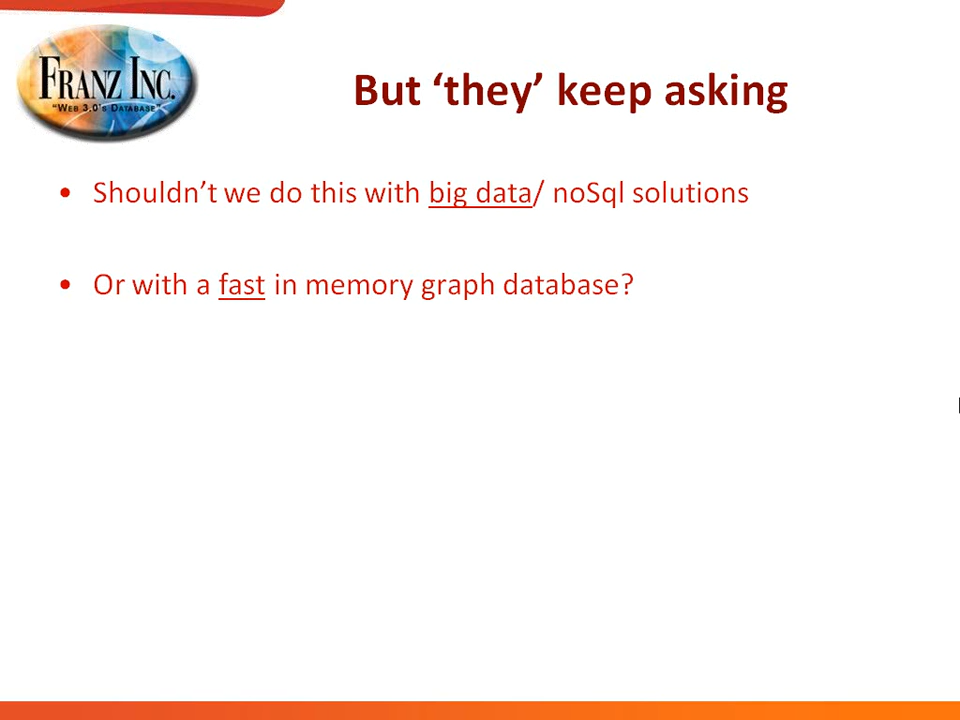 FRANZ INC.
“WEB 3.0’S DATABASE”
But ‘they’ keep asking
• Shouldn’t we do this with big data/ noSql solutions
• Or with a fast in memory graph database?